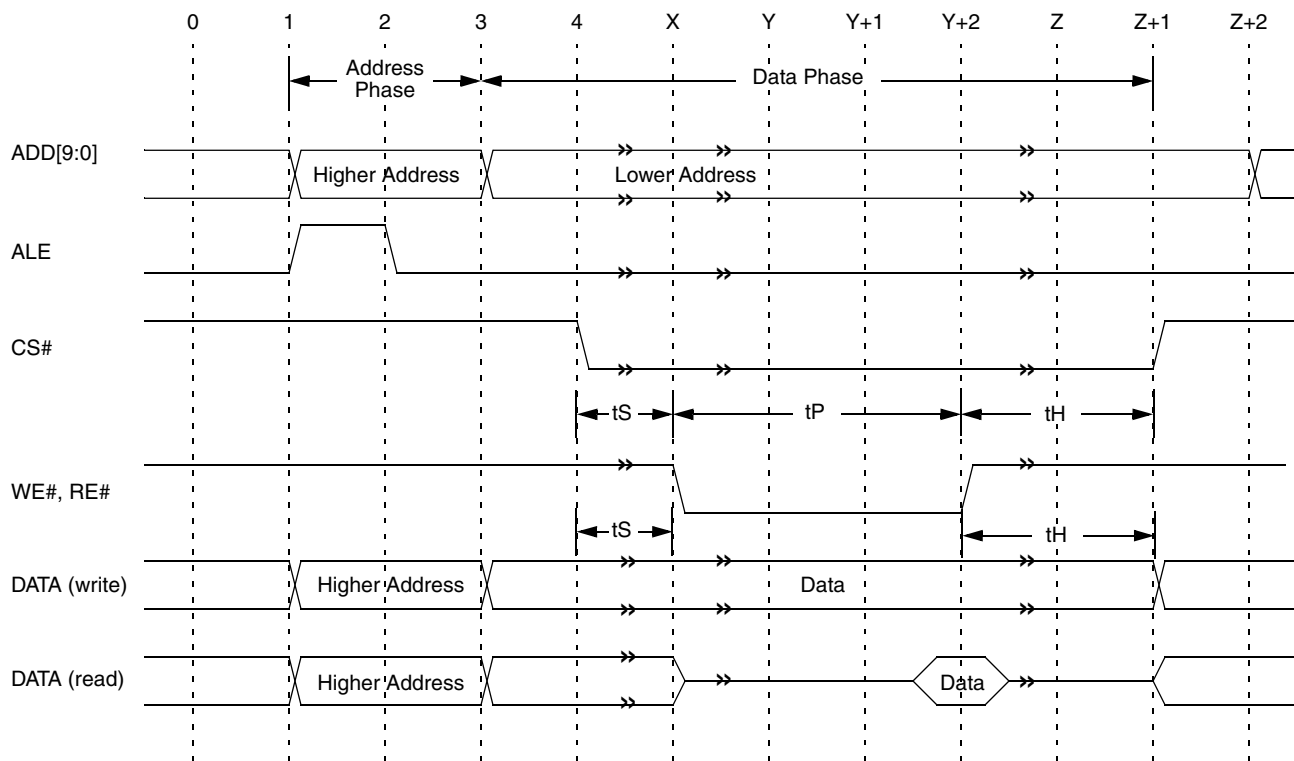 0 1 2 3 4 X Y Y+1 Y+2 Z Z+1 Z+2
Address
Phase
Data Phase
ADD[9:0]
Higher Address
Lower Address
ALE
CS#
tS
tP
tH
WE#, RE#
tS
tH
DATA (write)
Higher Address
Data
DATA (read)
Higher Address
Data